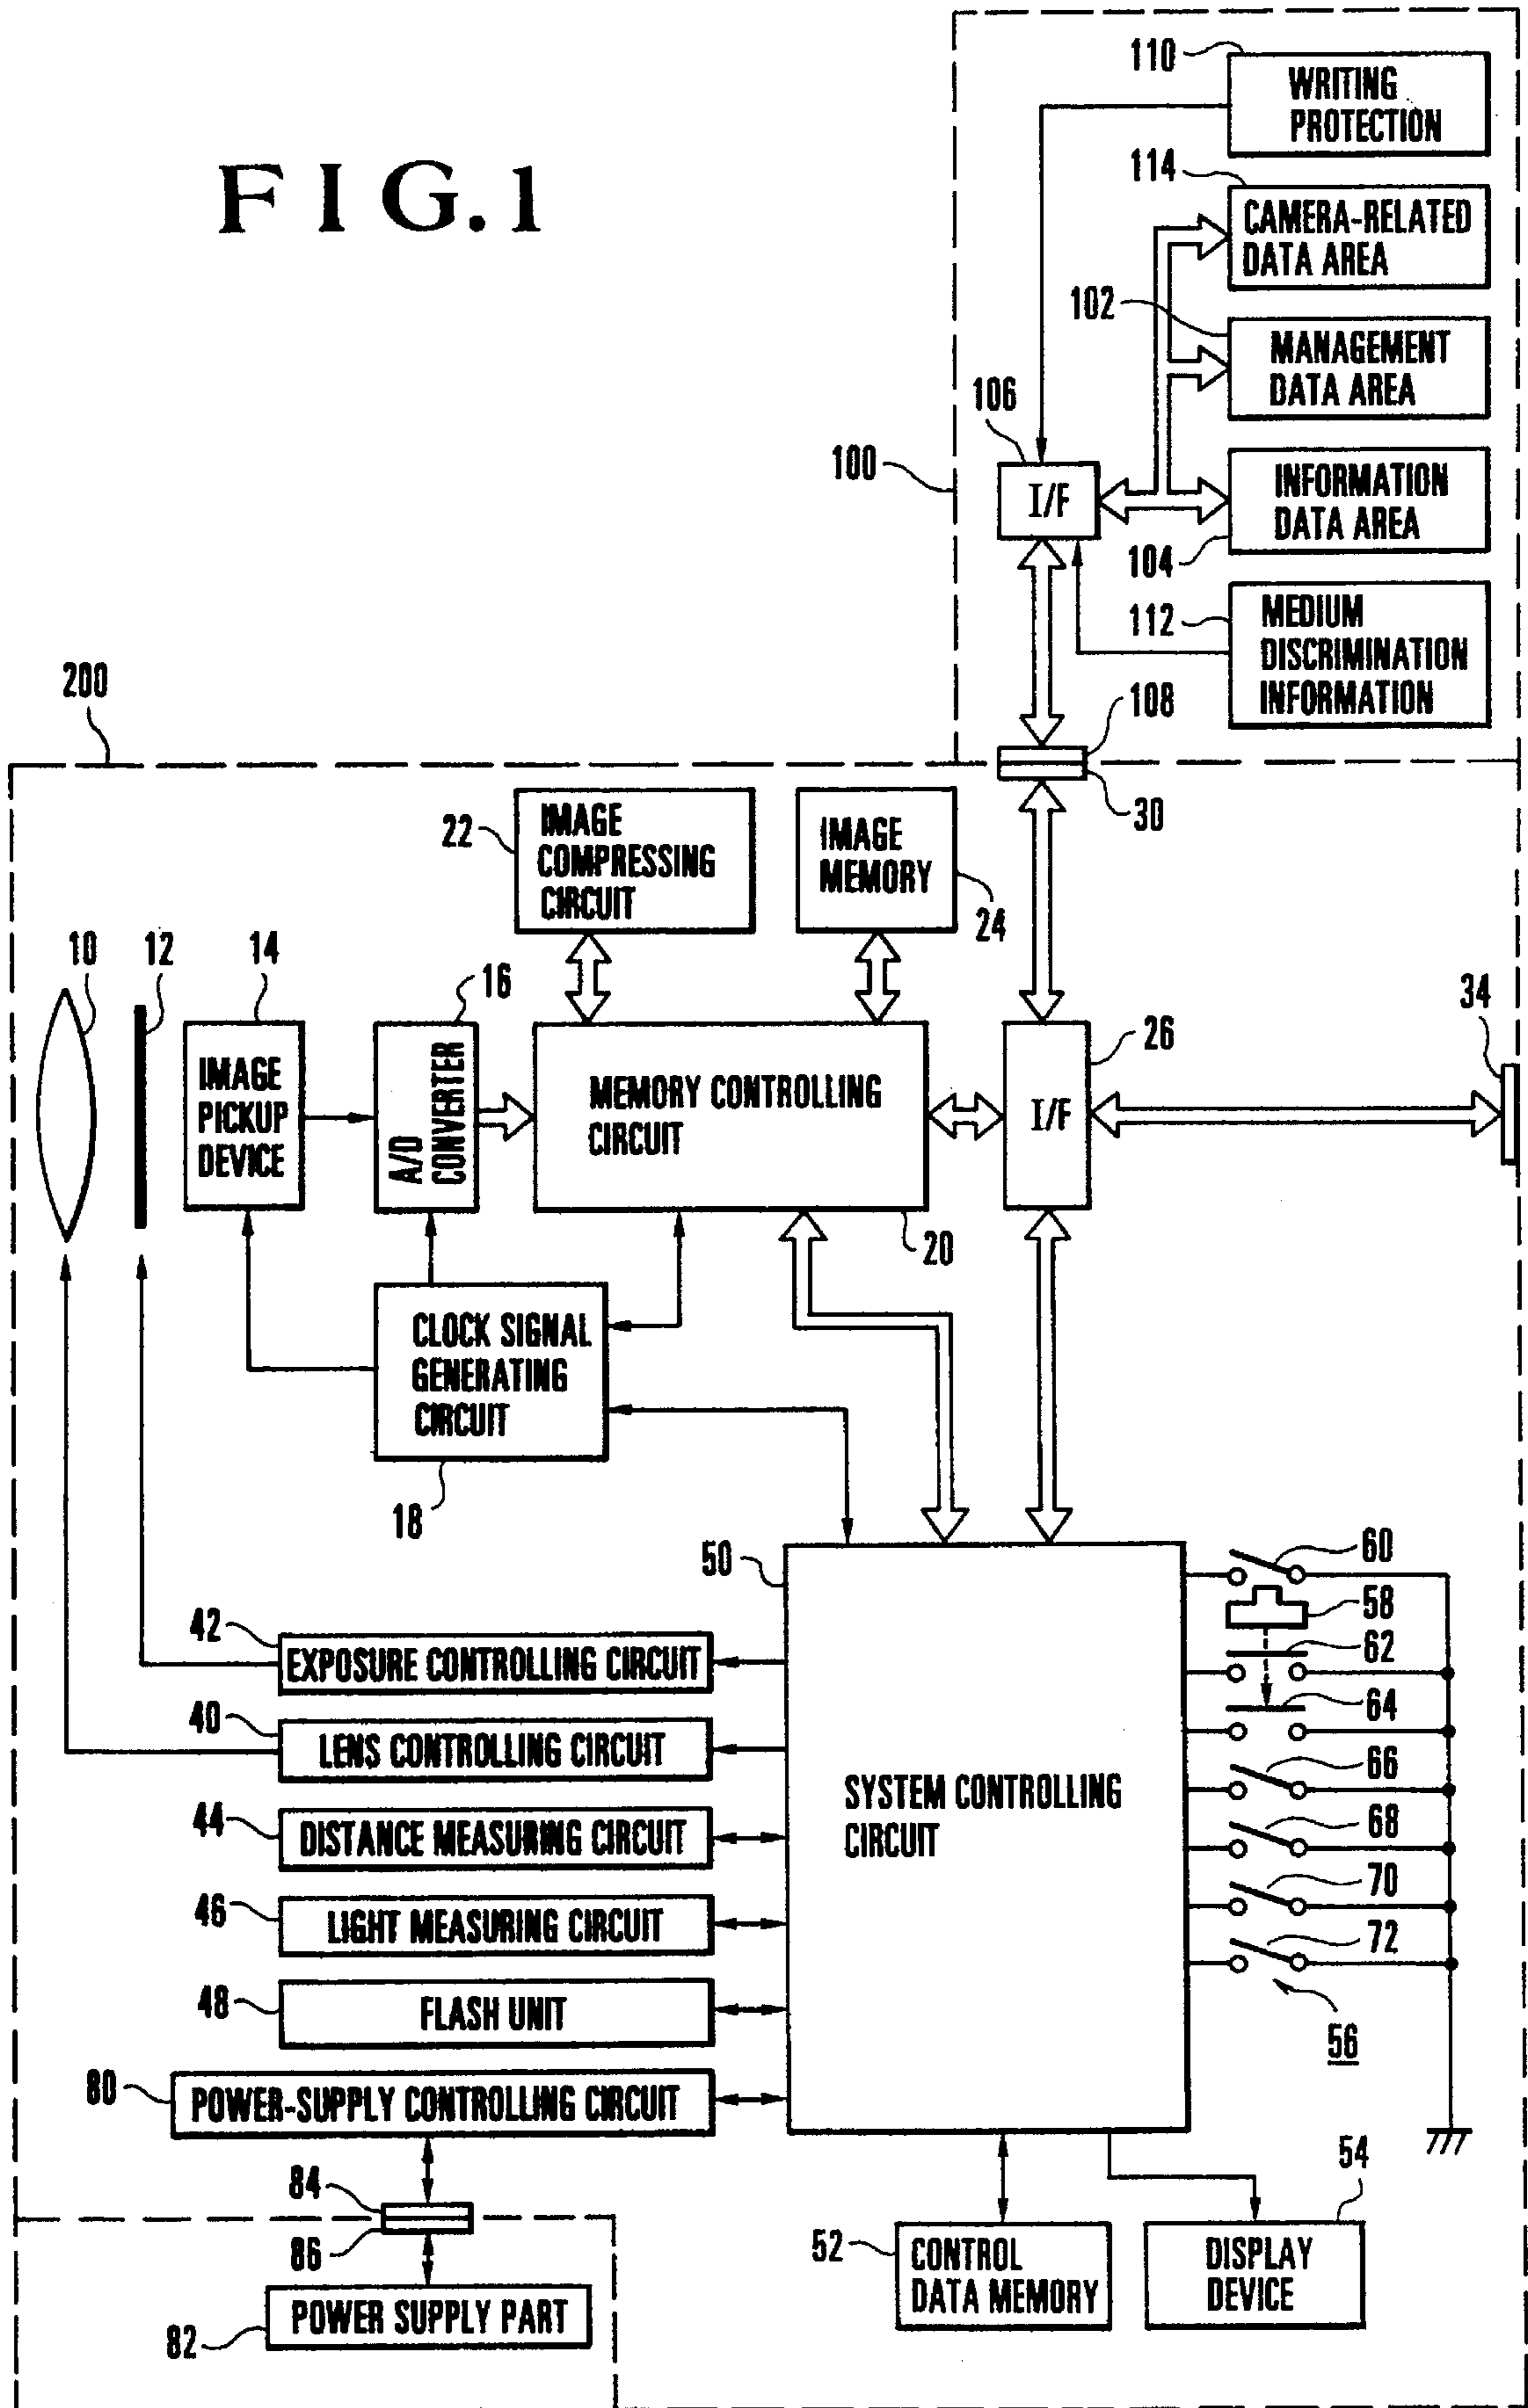 FIG.1
110
WRITING
PROTECTION
114
CAMERA-RELATED
DATA AREA
102
MANAGEMENT
DATA AREA
106
I/F
100
INFORMATION
DATA AREA
104
112
MEDIUM
DISCRIMINATION
INFORMATION
108
30
200
22
IMAGE
COMPRESSING
CIRCUIT
IMAGE
MEMORY
24
10
12
14
IMAGE
PICKUP
DEVICE
16
A/D
CONVERTER
MEMORY CONTROLLING
CIRCUIT
20
26
I/F
34
CLOCK SIGNAL
GENERATING
CIRCUIT
18
50
SYSTEM CONTROLLING
CIRCUIT
60
58
62
64
66
68
70
72
56
42
EXPOSURE CONTROLLING CIRCUIT
40
LENS CONTROLLING CIRCUIT
44
DISTANCE MEASURING CIRCUIT
46
LIGHT MEASURING CIRCUIT
48
FLASH UNIT
80
POWER-SUPPLY CONTROLLING CIRCUIT
84
86
POWER SUPPLY PART
82
52
CONTROL
DATA MEMORY
54
DISPLAY
DEVICE